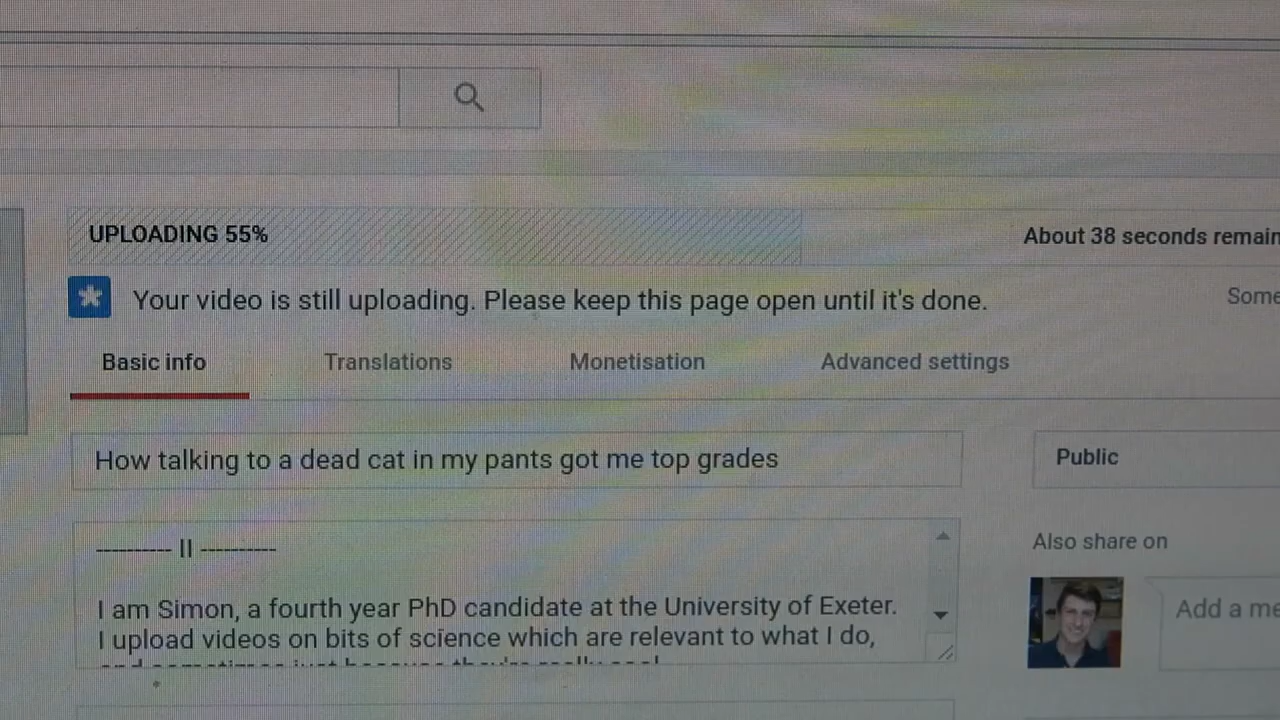 UPLOADING 55%
About 38 seconds remain
Your video is still uploading. Please keep this page open until it's done.
Some
Basic info
Translations
Monetisation
Advanced settings
How talking to a dead cat in my pants got me top grades
Public
---------- || ----------
Also share on
I am Simon, a fourth year PhD candidate at the University of Exeter.
Add a me
I upload videos on bits of science which are relevant to what I do,